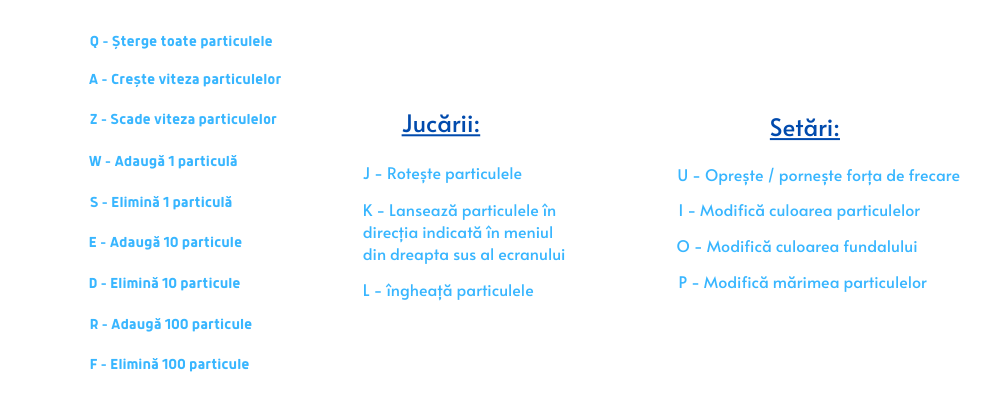 Q - Șterge toate particulele
A - Crește viteza particulelor
Z - Scade viteza particulelor
W - Adaugă 1 particulă
S - Elimină 1 particulă
E - Adaugă 10 particule
D - Elimină 10 particule
R - Adaugă 100 particule
F - Elimină 100 particule
Jucării:
J - Rotește particulele
K - Lansează particulele în
direcția indicată în meniul
din dreapta sus al ecranului
L - îngheață particulele
Setări:
U - Oprește / pornește forța de frecare
I - Modifică culoarea particulelor
O - Modifică culoarea fundalului
P - Modifică mărimea particulelor